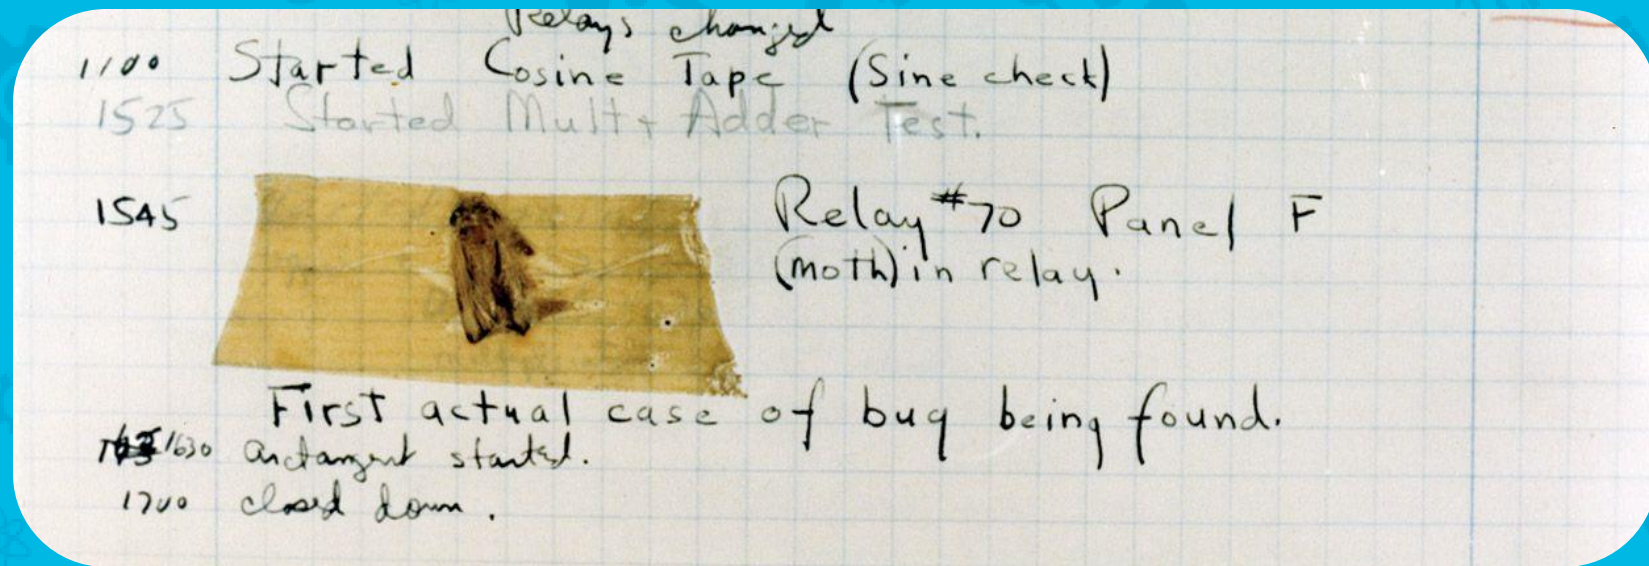 Relays changed
1100 Started Cosine Tape (Sine check)
1525 Started Mult + Adder Test.
1545 Relay #70 Panel F
(moth) in relay.
First actual case of bug being found.
1630 arctangent started.
1700 closed down.